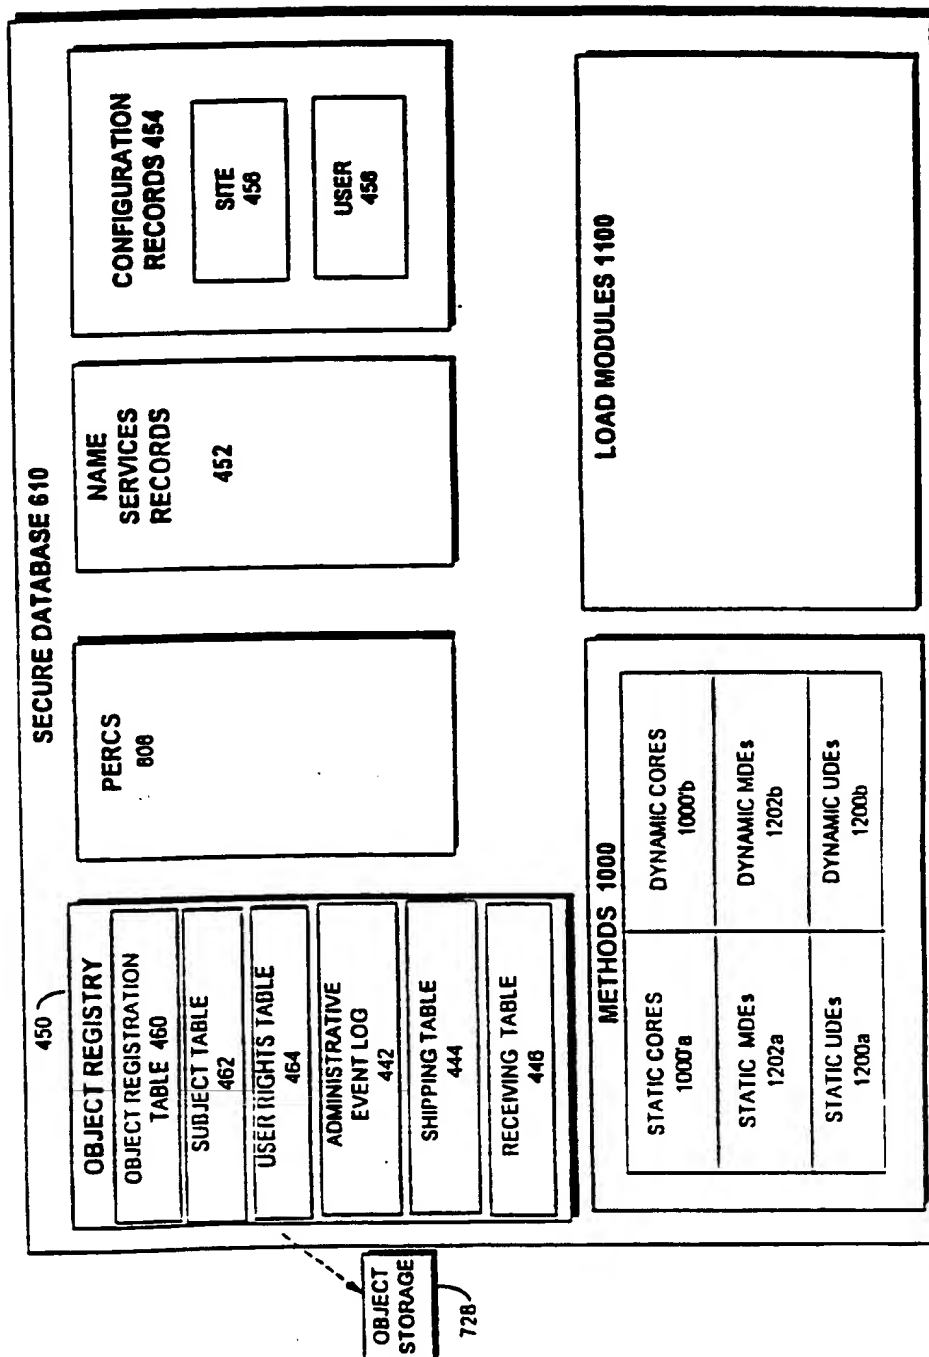 SECURE DATABASE 610
450
OBJECT REGISTRY
OBJECT REGISTRATION
TABLE 460
SUBJECT TABLE
462
USER RIGHTS TABLE
464
ADMINISTRATIVE
EVENT LOG
442
SHIPPING TABLE
444
RECEIVING TABLE
446
OBJECT
STORAGE
728
PERCS
808
NAME
SERVICES
RECORDS
452
CONFIGURATION
RECORDS 454
SITE
456
USER
458
METHODS 1000
STATIC CORES
1000'a
DYNAMIC CORES
1000'b
STATIC MDEs
1202a
DYNAMIC MDEs
1202b
STATIC UDEs
1200a
DYNAMIC UDEs
1200b
LOAD MODULES 1100